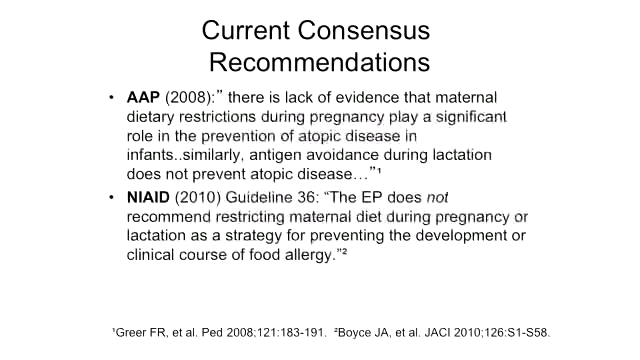 Current Consensus
Recommendations
• AAP (2008):” there is lack of evidence that maternal
dietary restrictions during pregnancy play a significant
role in the prevention of atopic disease in
infants..similarly, antigen avoidance during lactation
does not prevent atopic disease…”¹
• NIAID (2010) Guideline 36: “The EP does not
recommend restricting maternal diet during pregnancy or
lactation as a strategy for preventing the development or
clinical course of food allergy.”²
¹Greer FR, et al. Ped 2008;121:183-191. ²Boyce JA, et al. JACI 2010;126:S1-S58.